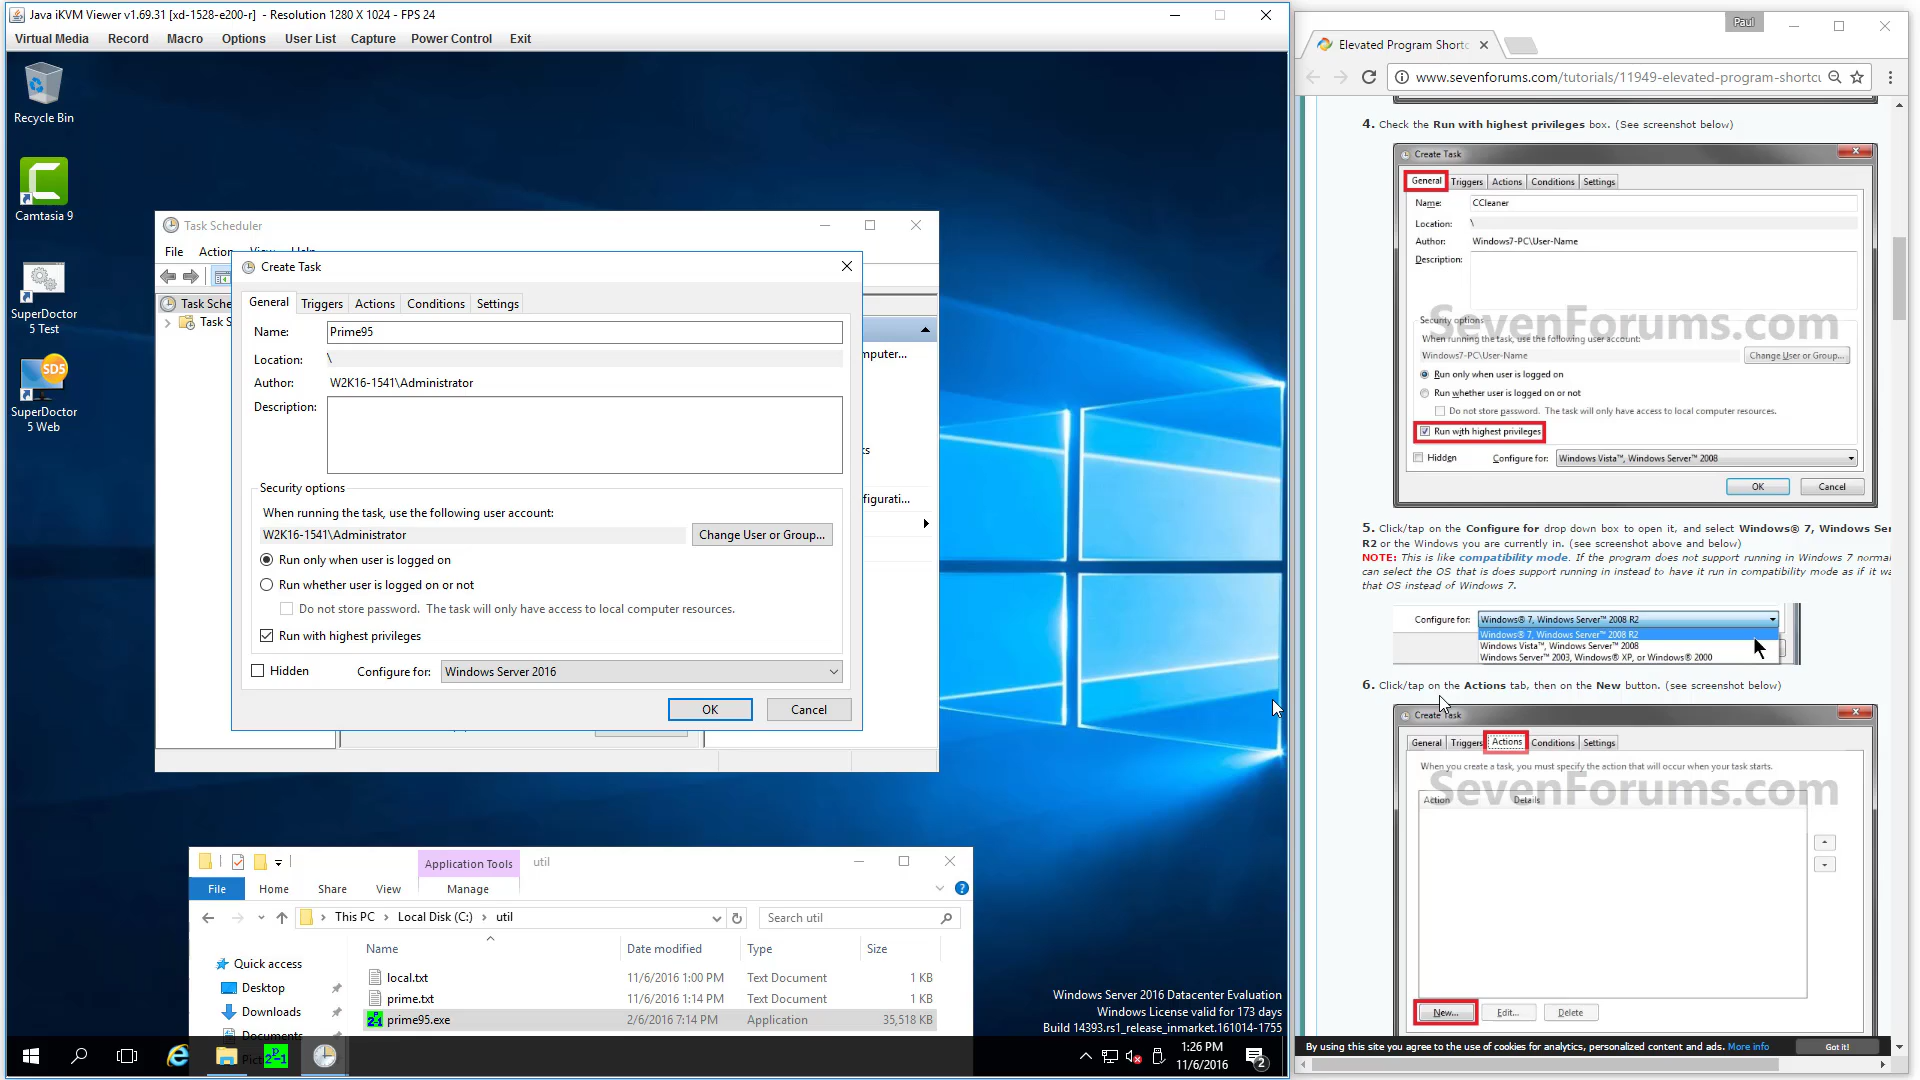 Java iKVM Viewer v1.69.31 [xd-1528-e200-r] - Resolution 1280 X 1024 - FPS 24
Virtual Media Record Macro Options User List Capture Power Control Exit
Recycle Bin
Camtasia 9
SuperDoctor
5 Test
SD5
SuperDoctor
5 Web
Task Scheduler
File Action View Help
Create Task
General Triggers Actions Conditions Settings
Name: Prime95
Location: \
Author: W2K16-1541\Administrator
Description:
Security options
When running the task, use the following user account:
W2K16-1541\Administrator Change User or Group...
Run only when user is logged on
Run whether user is logged on or not
Do not store password. The task will only have access to local computer resources.
Run with highest privileges
Hidden Configure for: Windows Server 2016
OK Cancel
Task Sche
Task S
mputer...
ks
figurati...
Application Tools util
File Home Share View Manage
This PC Local Disk (C:) util Search util
Name Date modified Type Size
Quick access
Desktop
Downloads
Documents
local.txt 11/6/2016 1:00 PM Text Document 1 KB
prime.txt 11/6/2016 1:14 PM Text Document 1 KB
prime95.exe 2/6/2016 7:14 PM Application 35,518 KB
Windows Server 2016 Datacenter Evaluation
Windows License valid for 173 days
Build 14393.rs1_release_inmarket.161014-1755
1:26 PM
11/6/2016
2
Paul
Elevated Program Shortc
www.sevenforums.com/tutorials/11949-elevated-program-shortcu
4. Check the Run with highest privileges box. (See screenshot below)
Create Task
General Triggers Actions Conditions Settings
Name: CCleaner
Location: \
Author: Windows7-PC\User-Name
Description:
SevenForums.com
Security options
When running the task, use the following user account:
Windows7-PC\User-Name Change User or Group...
Run only when user is logged on
Run whether user is logged on or not
Do not store password. The task will only have access to local computer resources.
Run with highest privileges
Hidden Configure for: Windows Vista™, Windows Server™ 2008
OK Cancel
5. Click/tap on the Configure for drop down box to open it, and select Windows® 7, Windows Ser
R2 or the Windows you are currently in. (see screenshot above and below)
NOTE: This is like compatibility mode. If the program does not support running in Windows 7 normal
can select the OS that is does support running in instead to have it run in compatibility mode as if it wa
that OS instead of Windows 7.
Configure for: Windows® 7, Windows Server™ 2008 R2
Windows® 7, Windows Server™ 2008 R2
Windows Vista™, Windows Server™ 2008
Windows Server™ 2003, Windows® XP, or Windows® 2000
6. Click/tap on the Actions tab, then on the New button. (see screenshot below)
Create Task
General Triggers Actions Conditions Settings
When you create a task, you must specify the action that will occur when your task starts.
SevenForums.com
Action Details
New... Edit... Delete
By using this site you agree to the use of cookies for analytics, personalized content and ads. More info Got it!